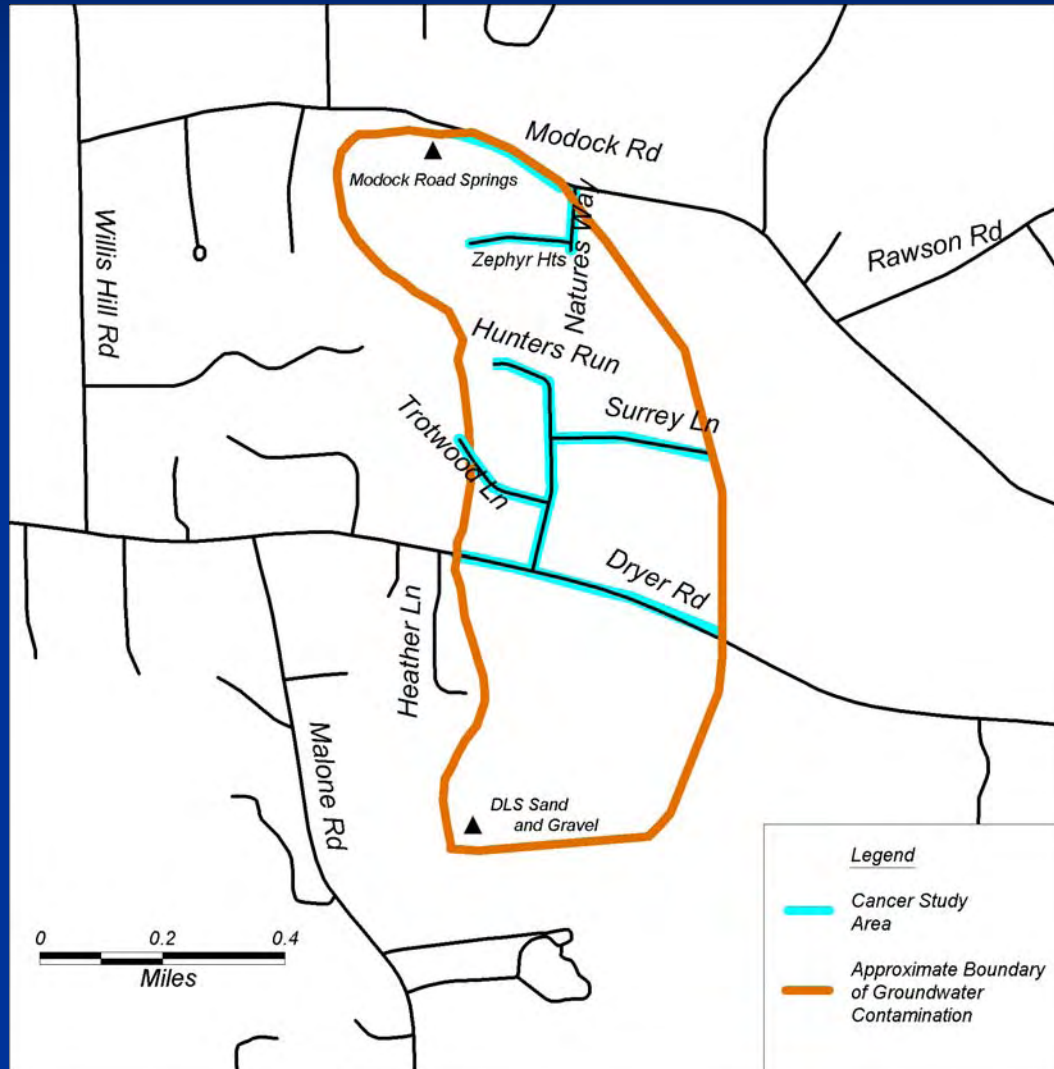 Modock Rd
Modock Road Springs
Natures Way
Rawson Rd
Willis Hill Rd
Zephyr Hts
Hunters Run
Surrey Ln
Trotwood Ln
Dryer Rd
Heather Ln
Malone Rd
DLS Sand
and Gravel
Legend
Cancer Study
Area
Approximate Boundary
of Groundwater
Contamination
0 0.2 0.4
Miles